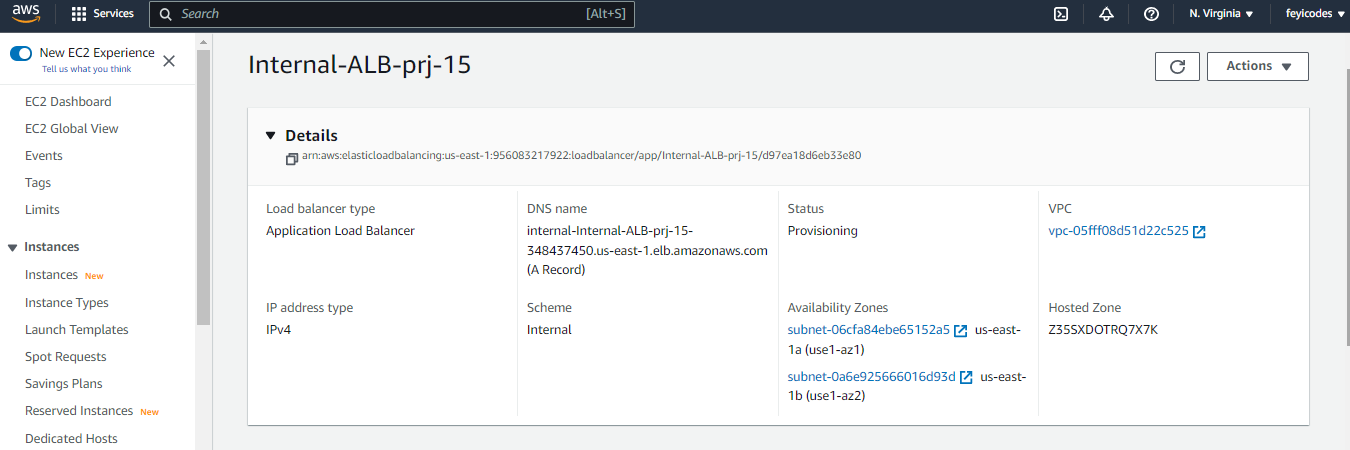 aws
Services
Search
[Alt+S]
N. Virginia
feyicodes
New EC2 Experience
Tell us what you think
EC2 Dashboard
EC2 Global View
Events
Tags
Limits
Instances
Instances New
Instance Types
Launch Templates
Spot Requests
Savings Plans
Reserved Instances New
Dedicated Hosts
Internal-ALB-prj-15
Actions
Details
arn:aws:elasticloadbalancing:us-east-1:956083217922:loadbalancer/app/Internal-ALB-prj-15/d97ea18d6eb33e80
Load balancer type
Application Load Balancer
DNS name
internal-Internal-ALB-prj-15-
348437450.us-east-1.elb.amazonaws.com
(A Record)
Status
Provisioning
VPC
vpc-05fff08d51d22c525
IP address type
IPv4
Scheme
Internal
Availability Zones
subnet-06cfa84ebe65152a5 us-east-
1a (use1-az1)
subnet-0a6e925666016d93d us-east-
1b (use1-az2)
Hosted Zone
Z35SXDOTRQ7X7K